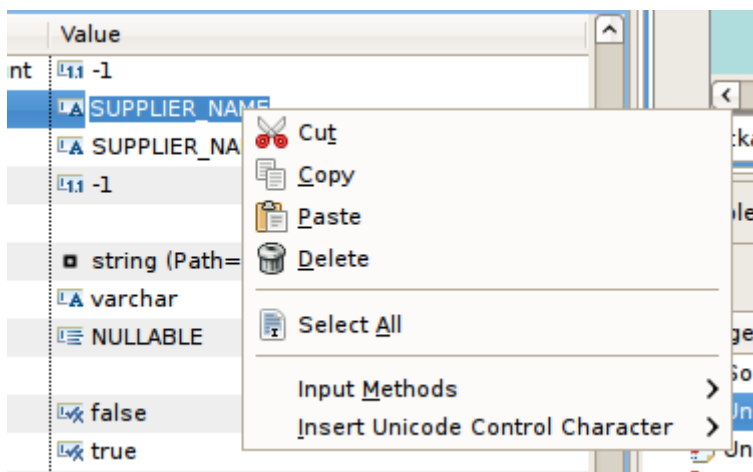 Value
nt -1
SUPPLIER_NAME
SUPPLIER_NA
-1
string (Path=
varchar
NULLABLE
false
true
Cut
Copy
Paste
Delete
Select All
Input Methods
Insert Unicode Control Character